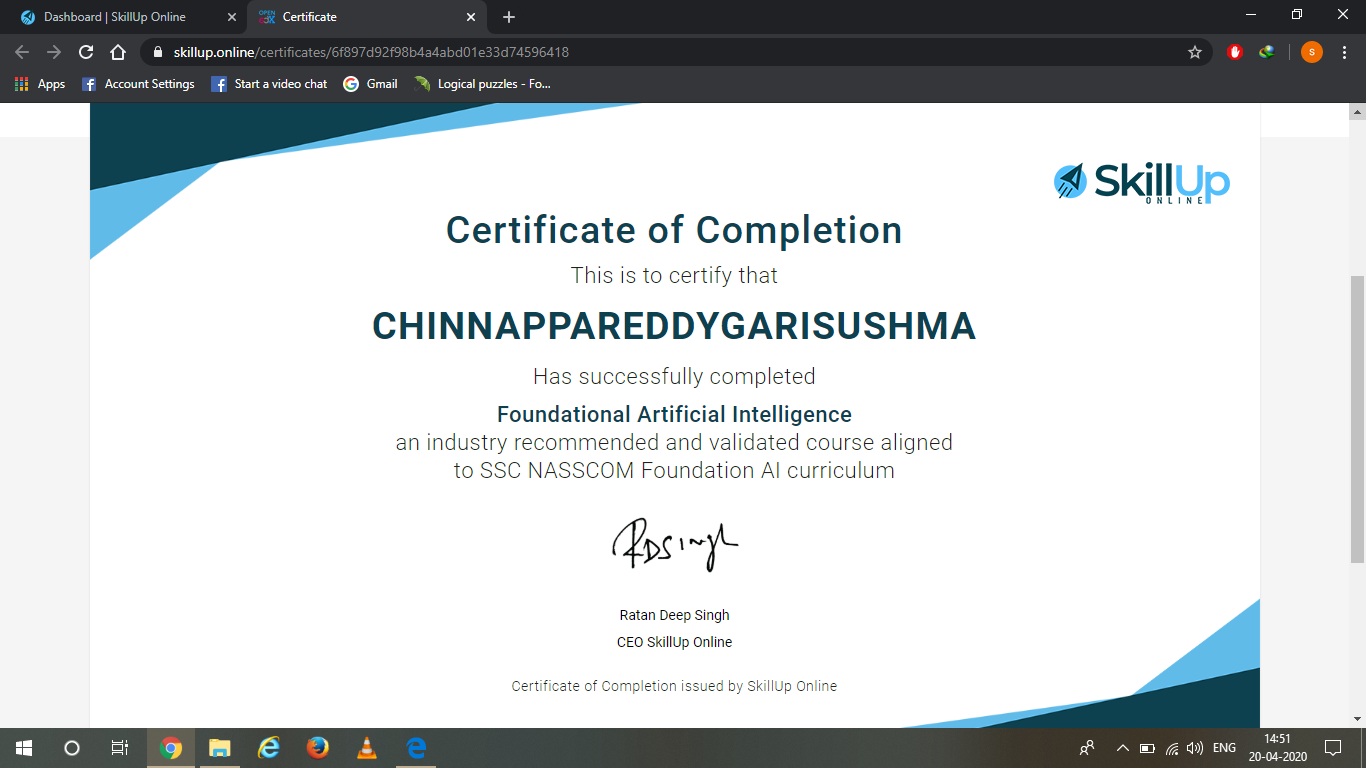 Dashboard | SkillUp Online
OPEN edX
Certificate
skillup.online/certificates/6f897d92f98b4a4abd01e33d74596418
S
Apps
Account Settings
Start a video chat
Gmail
Logical puzzles - Fo...
SkillUp
ONLINE
Certificate of Completion
This is to certify that
CHINNAPPAREDDYGARISUSHMA
Has successfully completed
Foundational Artificial Intelligence
an industry recommended and validated course aligned
to SSC NASSCOM Foundation AI curriculum
RDSingh
Ratan Deep Singh
CEO SkillUp Online
Certificate of Completion issued by SkillUp Online
ENG
14:51
20-04-2020